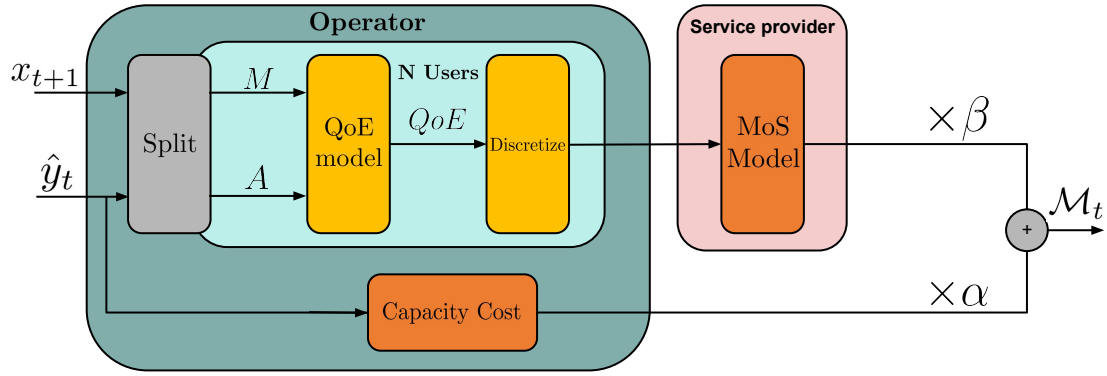 Operator
Service provider
x_{t+1}
M
N Users
QoE
Split
QoE
model
Discretize
MoS
Model
×β
ŷ_t
A
ℳ_t
+
Capacity Cost
×α